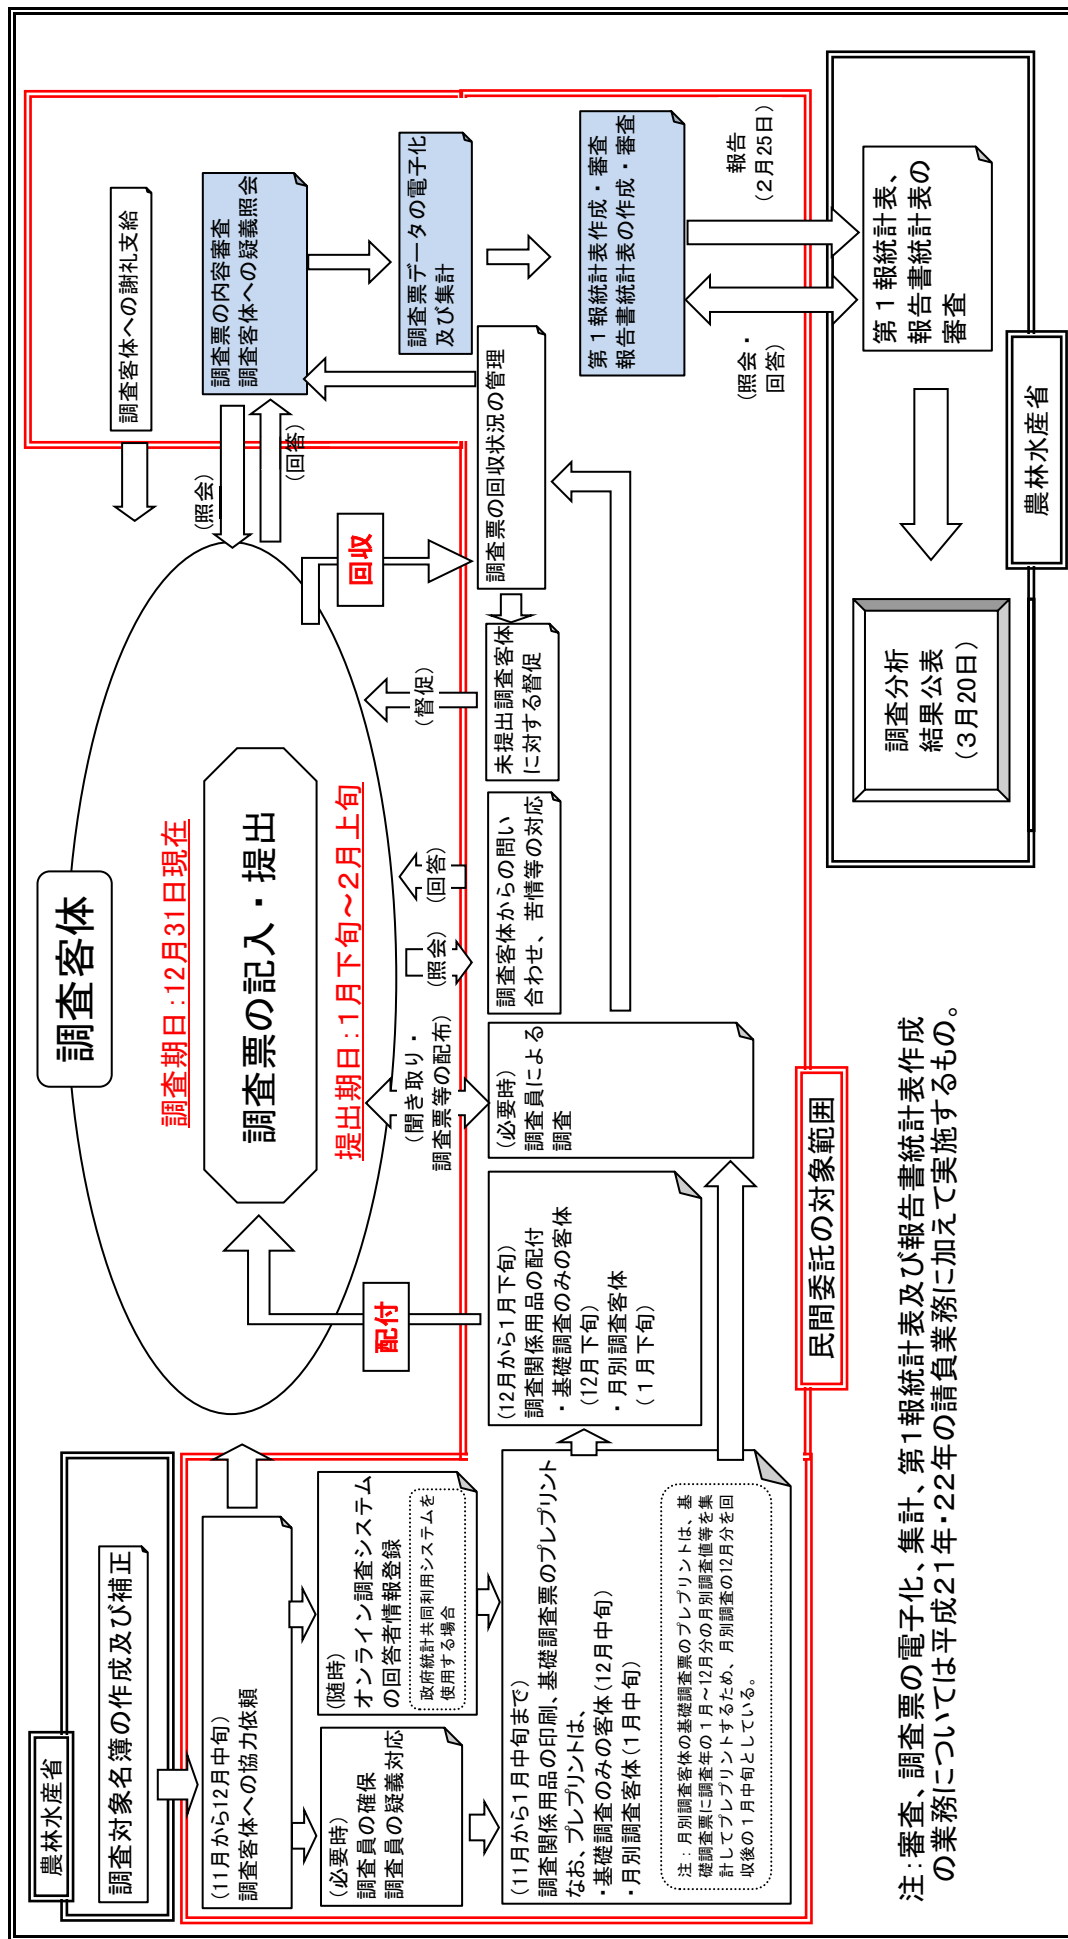 農林水産省
調査対象名簿の作成及び補正
(11月から12月中旬)
調査客体への協力依頼
(必要時)
調査員の確保
調査員の疑義対応
(随時)
オンライン調査システム
の回答者情報登録
政府統計共同利用システムを
使用する場合
(11月から1月中旬まで)
調査関係用品の印刷、基礎調査票のプレプリント
なお、プレプリントは、
・基礎調査のみの客体(12月中旬)
・月別調査客体(1月中旬)
注：月別調査客体の基礎調査票のプレプリントは、基
礎調査票に調査年の1月～12月分の月別調査値等を集
計してプレプリントするため、月別調査の12月分を回
収後の1月中旬としている。
調査客体
調査期日：12月31日現在
調査票の記入・提出
提出期日：1月下旬～2月上旬
配付
(12月から1月下旬)
調査関係用品の配付
・基礎調査のみの客体
(12月下旬)
・月別調査客体
(1月下旬)
(聞き取り・
調査票等の配布)
(必要時)
調査員による
調査
(照会)
(回答)
調査客体からの問い
合わせ、苦情等の対応
(督促)
未提出調査客体
に対する督促
回収
調査票の回収状況の管理
(照会)
(回答)
調査客体への謝礼支給
調査票の内容審査
調査客体への疑義照会
調査票データの電子化
及び集計
第1報統計表作成・審査
報告書統計表の作成・審査
(照会・
回答)
報告
(2月25日)
民間委託の対象範囲
第1報統計表、
報告書統計表の
審査
調査分析
結果公表
(3月20日)
農林水産省
注：審査、調査票の電子化、集計、第1報統計表及び報告書統計表作成
の業務については平成21年・22年の請負業務に加えて実施するもの。